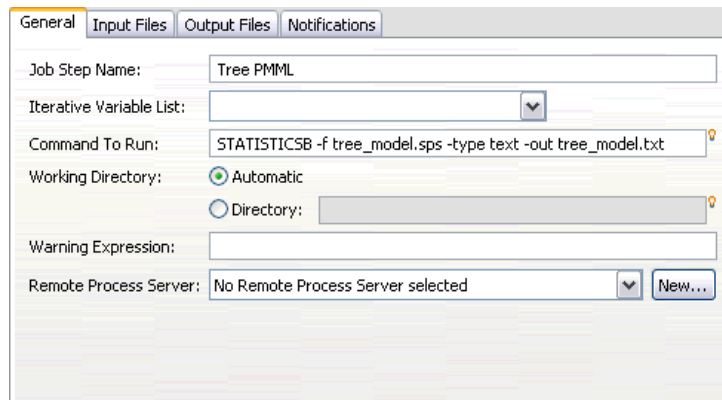 General Input Files Output Files Notifications
Job Step Name: Tree PMML
Iterative Variable List:
Command To Run: STATISTICSB -f tree_model.sps -type text -out tree_model.txt
Working Directory: Automatic
Directory:
Warning Expression:
Remote Process Server: No Remote Process Server selected New...